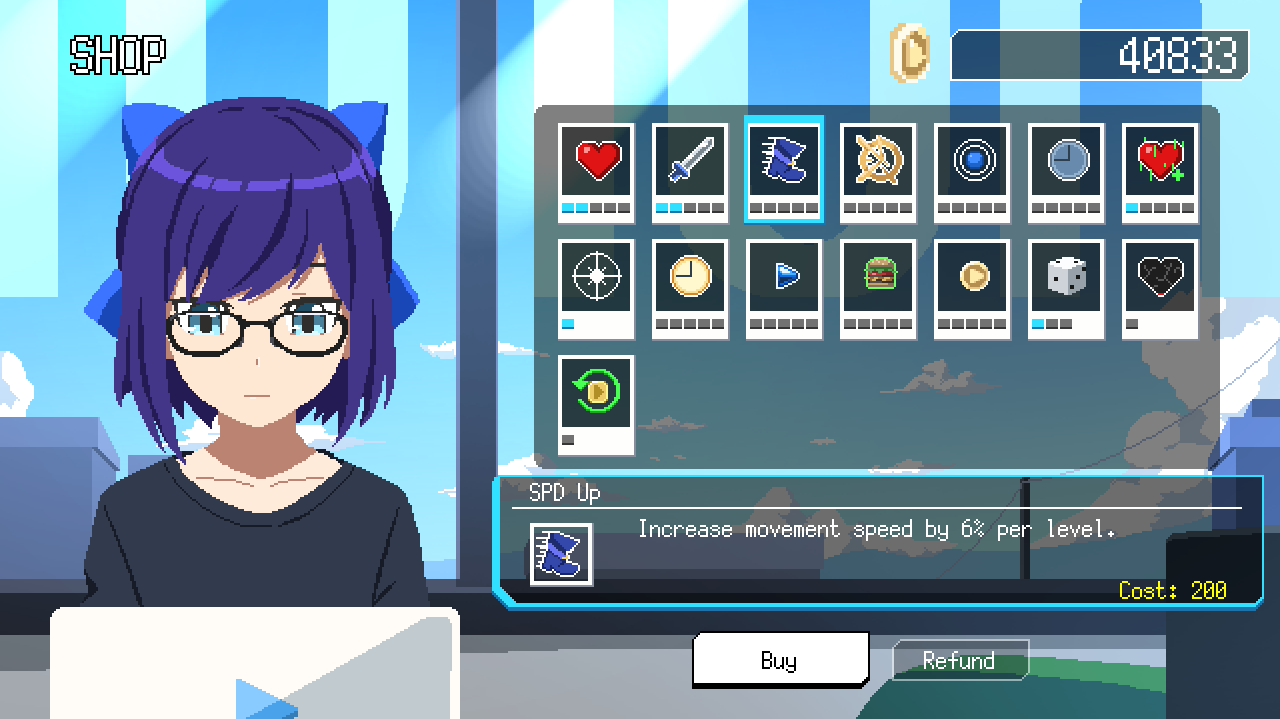 SHOP
40833
SPD Up
Increase movement speed by 6% per level.
Cost: 200
Buy
Refund